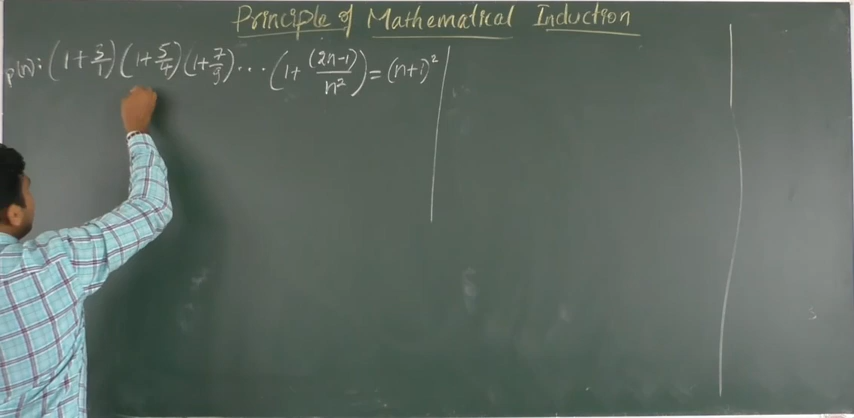 Principle of Mathematical Induction
p(n): (1+3/1)(1+5/4)(1+7/9)...(1+(2n-1)/n²)=(n+1)²